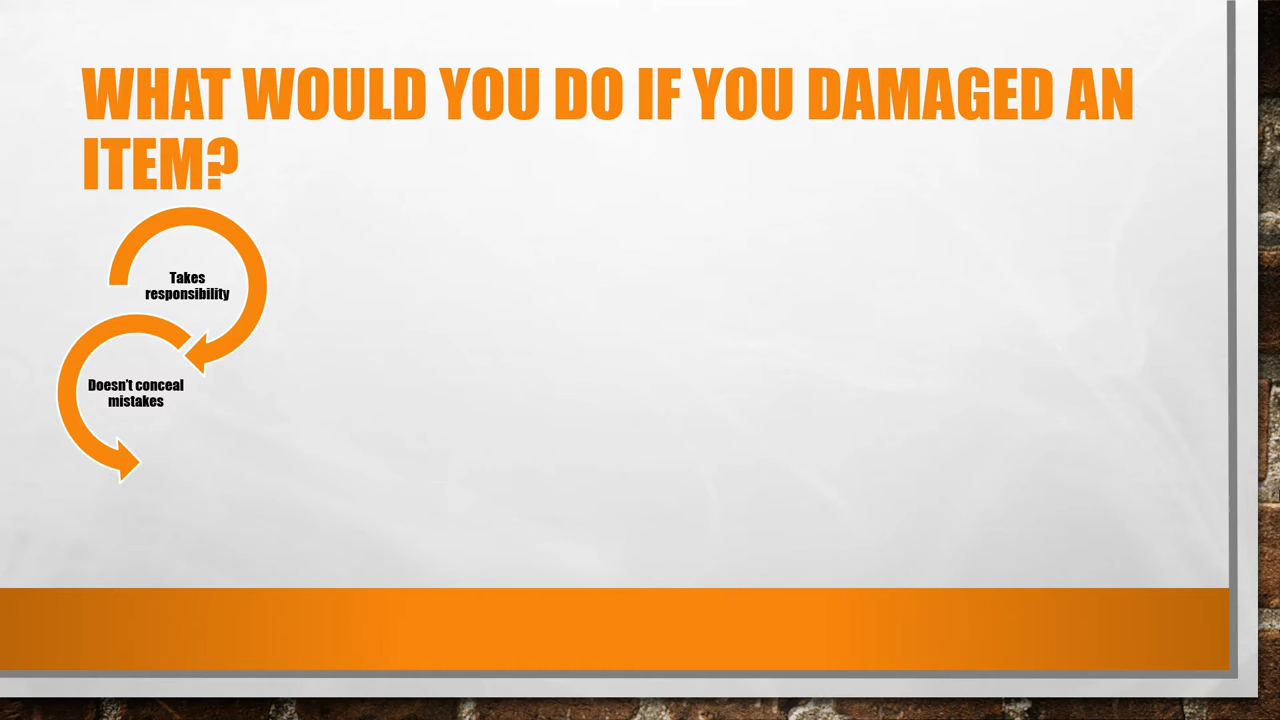 WHAT WOULD YOU DO IF YOU DAMAGED AN
ITEM?
Takes
responsibility
Doesn't conceal
mistakes